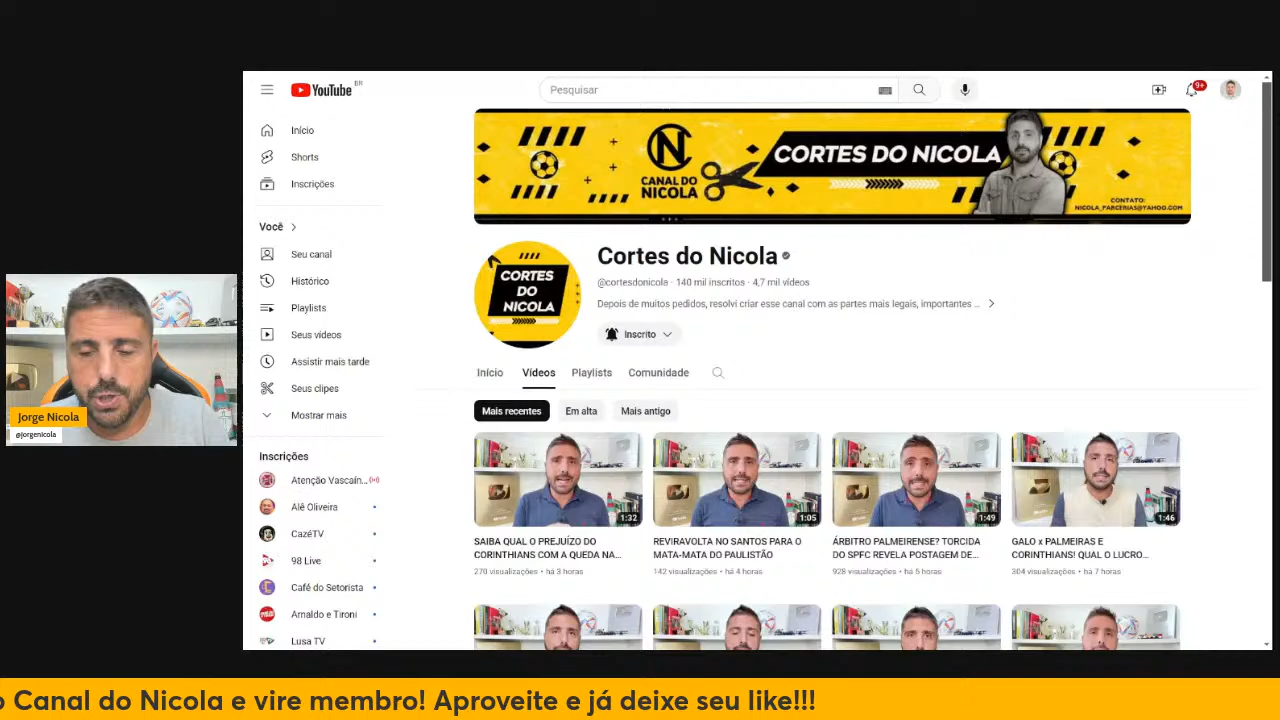 YouTube BR
Pesquisar
9+
Início
Shorts
Inscrições
Você
Seu canal
Histórico
Playlists
Seus vídeos
Assistir mais tarde
Seus clipes
Mostrar mais
Inscrições
Atenção Vascaín...
Alê Oliveira
CazéTV
98 Live
Café do Setorista
Arnaldo e Tironi
Lusa TV
CANAL DO
NICOLA
CORTES DO NICOLA
CONTATO:
NICOLA_PARCERIAS@YAHOO.COM
CORTES
DO
NICOLA
Cortes do Nicola
@cortesdonicola · 140 mil inscritos · 4,7 mil vídeos
Depois de muitos pedidos, resolvi criar esse canal com as partes mais legais, importantes ...
Inscrito
Início Vídeos Playlists Comunidade
Mais recentes Em alta Mais antigo
1:32
SAIBA QUAL O PREJUÍZO DO
CORINTHIANS COM A QUEDA NA...
270 visualizações • há 3 horas
1:05
REVIRAVOLTA NO SANTOS PARA O
MATA-MATA DO PAULISTÃO
142 visualizações • há 4 horas
1:49
ÁRBITRO PALMEIRENSE? TORCIDA
DO SPFC REVELA POSTAGEM DE...
928 visualizações • há 5 horas
1:46
GALO x PALMEIRAS E
CORINTHIANS! QUAL O LUCRO...
304 visualizações • há 7 horas
Jorge Nicola
@jorgenicola
o Canal do Nicola e vire membro! Aproveite e já deixe seu like!!!